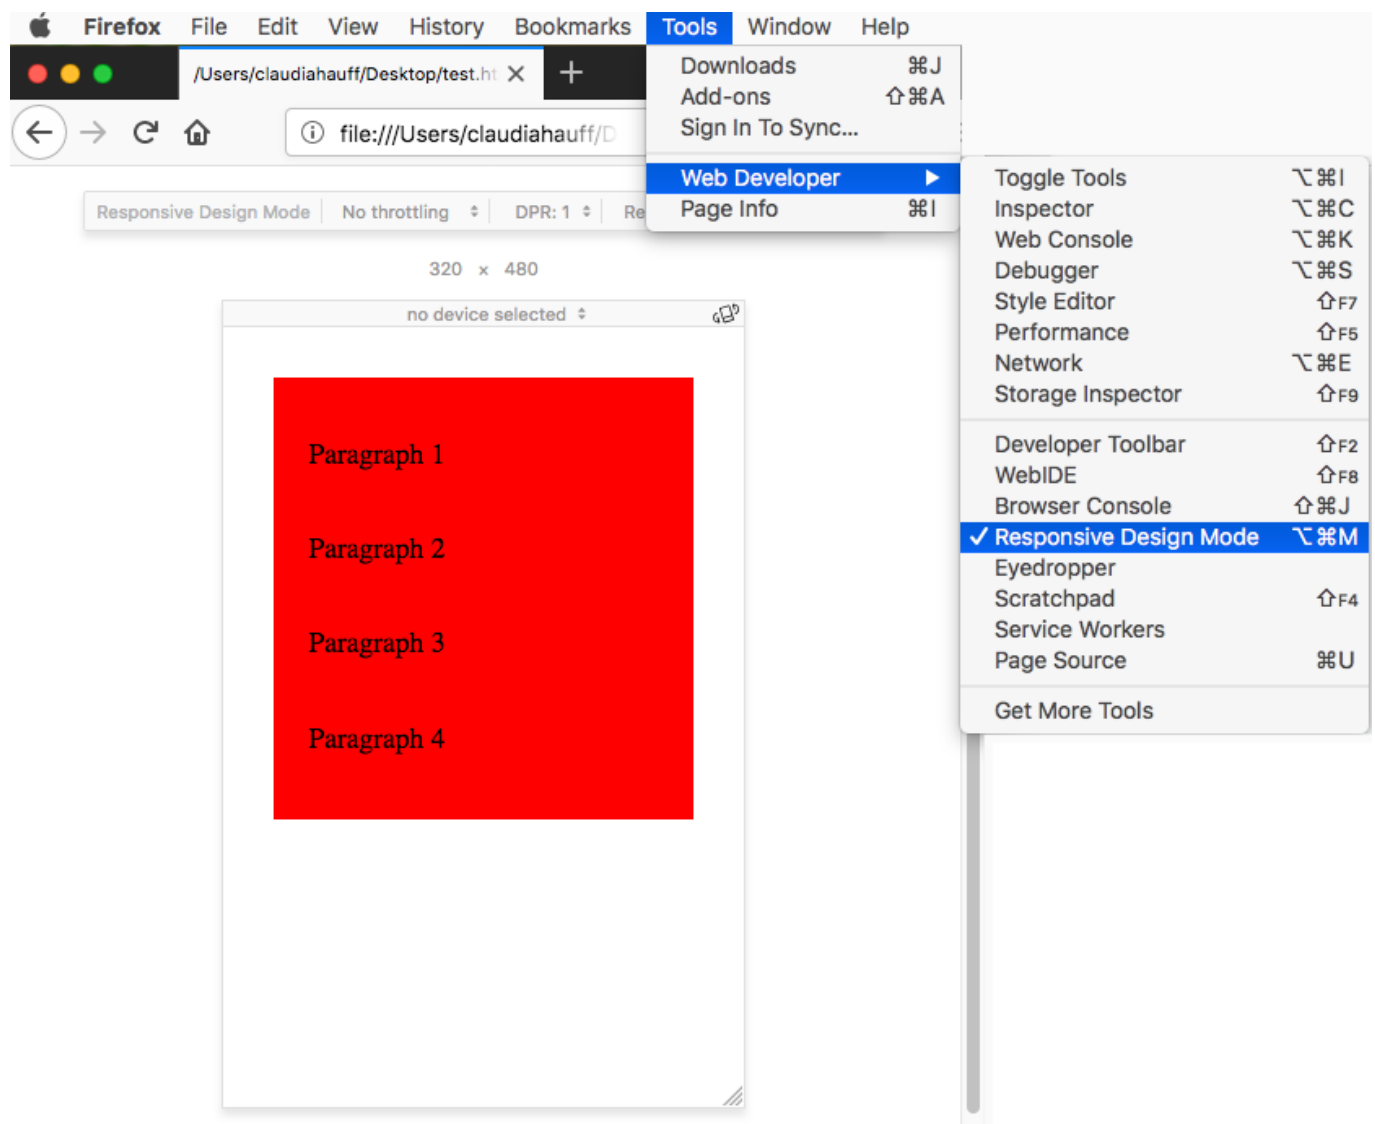 Firefox File Edit View History Bookmarks Tools Window Help
/Users/claudiahauff/Desktop/test.ht
file:///Users/claudiahauff/D
Downloads ⌘J
Add-ons ⇧⌘A
Sign In To Sync...
Web Developer ▶
Page Info ⌘I
Toggle Tools ⌥⌘I
Inspector ⌥⌘C
Web Console ⌥⌘K
Debugger ⌥⌘S
Style Editor ⇧F7
Performance ⇧F5
Network ⌥⌘E
Storage Inspector ⇧F9
Developer Toolbar ⇧F2
WebIDE ⇧F8
Browser Console ⇧⌘J
✓ Responsive Design Mode ⌥⌘M
Eyedropper
Scratchpad ⇧F4
Service Workers
Page Source ⌘U
Get More Tools
Responsive Design Mode No throttling DPR: 1 Re
320 × 480
no device selected
Paragraph 1
Paragraph 2
Paragraph 3
Paragraph 4